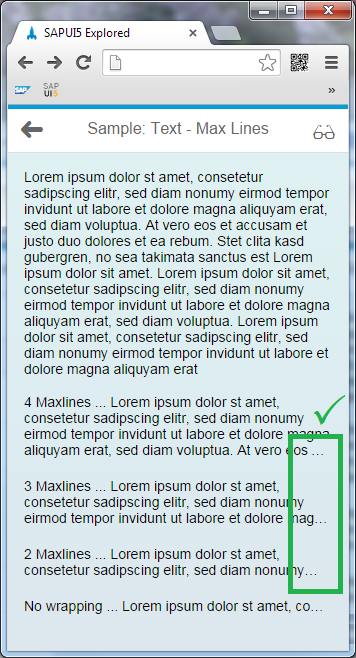 SAPUI5 Explored
SAP
SAP
UI5
»
Sample: Text - Max Lines
Lorem ipsum dolor st amet, consetetur
sadipscing elitr, sed diam nonumy eirmod tempor
invidunt ut labore et dolore magna aliquyam erat,
sed diam voluptua. At vero eos et accusam et
justo duo dolores et ea rebum. Stet clita kasd
gubergren, no sea takimata sanctus est Lorem
ipsum dolor sit amet. Lorem ipsum dolor sit amet,
consetetur sadipscing elitr, sed diam nonumy
eirmod tempor invidunt ut labore et dolore magna
aliquyam erat, sed diam voluptua. Lorem ipsum
dolor sit amet, consetetur sadipscing elitr, sed
diam nonumy eirmod tempor invidunt ut labore et
dolore magna aliquyam erat
4 Maxlines ... Lorem ipsum dolor st amet,
consetetur sadipscing elitr, sed diam nonumy
eirmod tempor invidunt ut labore et dolore magna
aliquyam erat, sed diam voluptua. At vero eos ...
3 Maxlines ... Lorem ipsum dolor st amet,
consetetur sadipscing elitr, sed diam nonumy
eirmod tempor invidunt ut labore et dolore mag...
2 Maxlines ... Lorem ipsum dolor st amet,
consetetur sadipscing elitr, sed diam nonumy...
No wrapping ... Lorem ipsum dolor st amet, co...